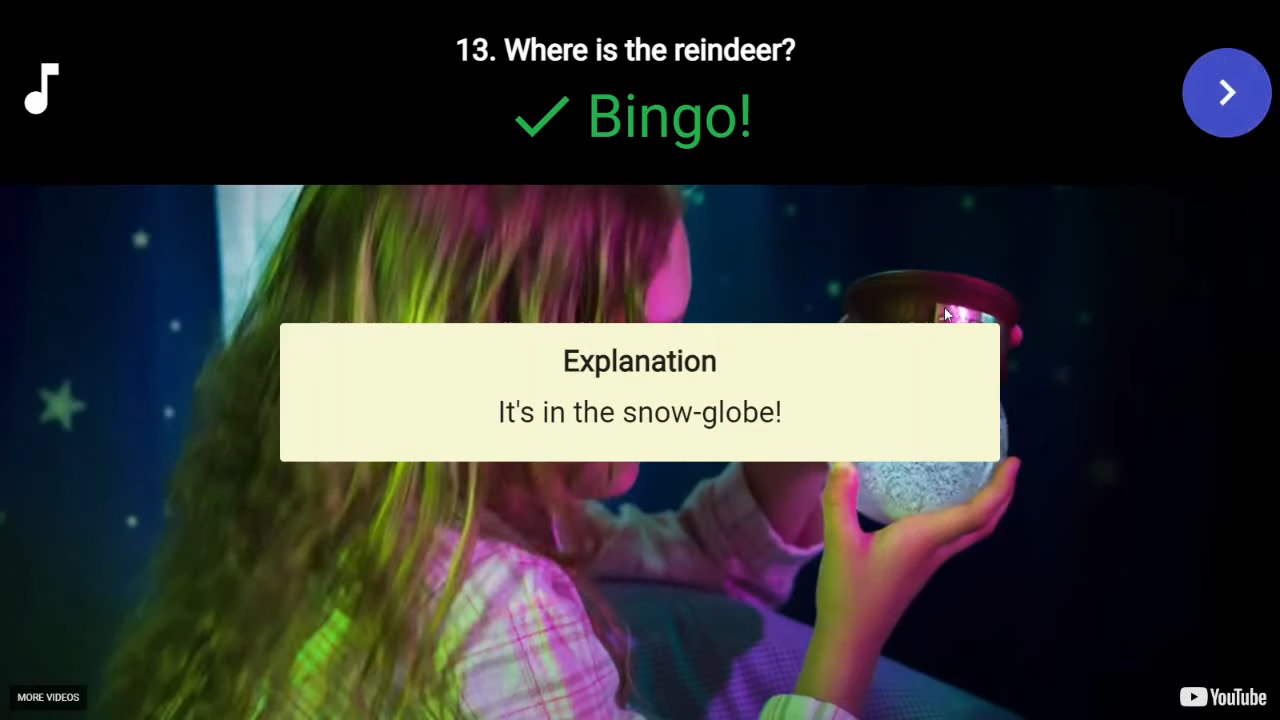 13. Where is the reindeer?
Bingo!
Explanation
It's in the snow-globe!
MORE VIDEOS
YouTube